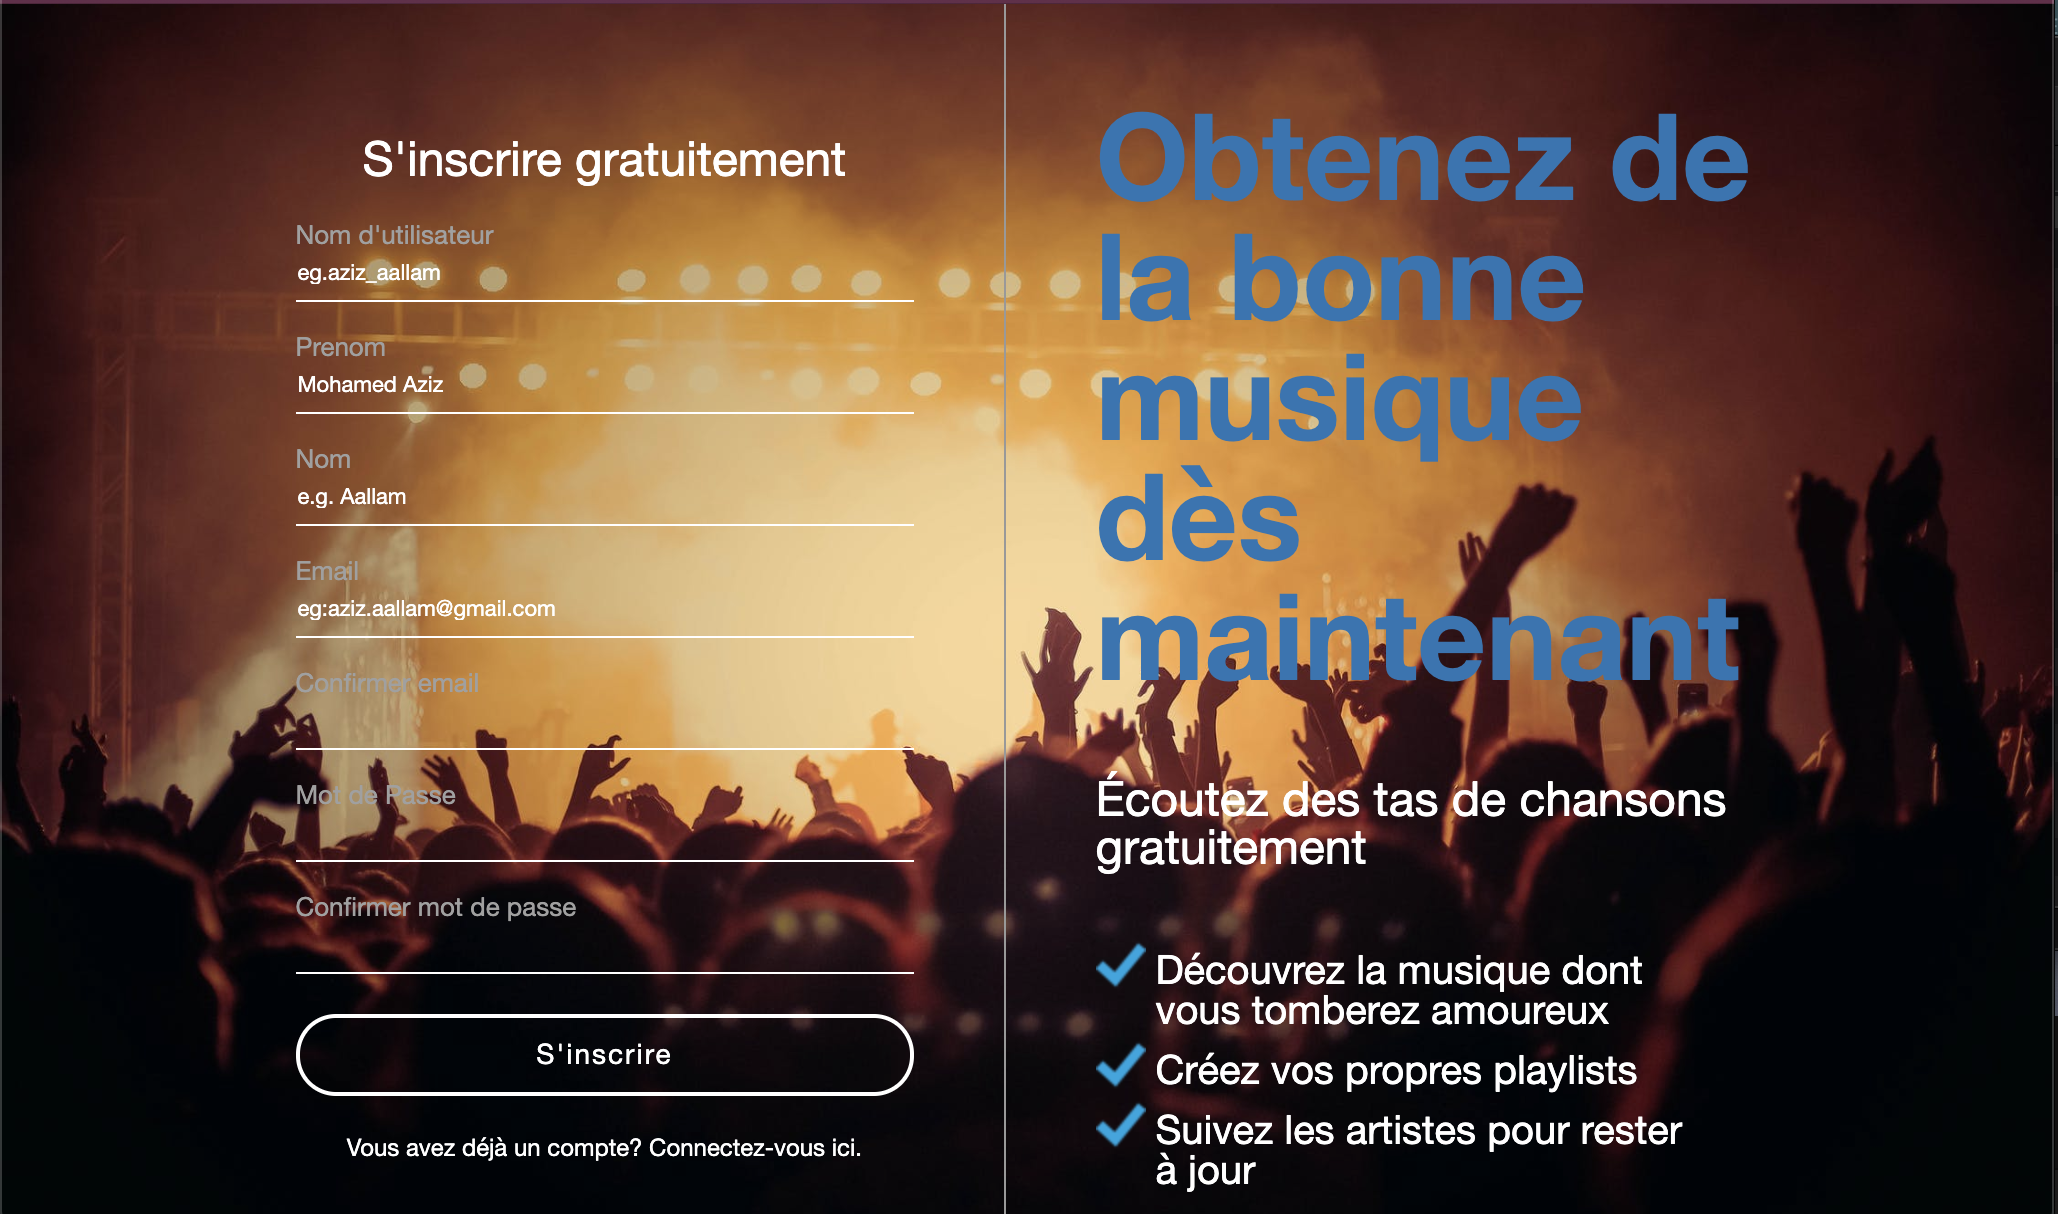 S'inscrire gratuitement
Nom d'utilisateur
eg.aziz_aallam
Prenom
Mohamed Aziz
Nom
e.g. Aallam
Email
eg:aziz.aallam@gmail.com
Confirmer email
Mot de Passe
Confirmer mot de passe
S'inscrire
Vous avez déjà un compte? Connectez-vous ici.
Obtenez de
la bonne
musique
dès
maintenant
Écoutez des tas de chansons
gratuitement
Découvrez la musique dont
vous tomberez amoureux
Créez vos propres playlists
Suivez les artistes pour rester
à jour